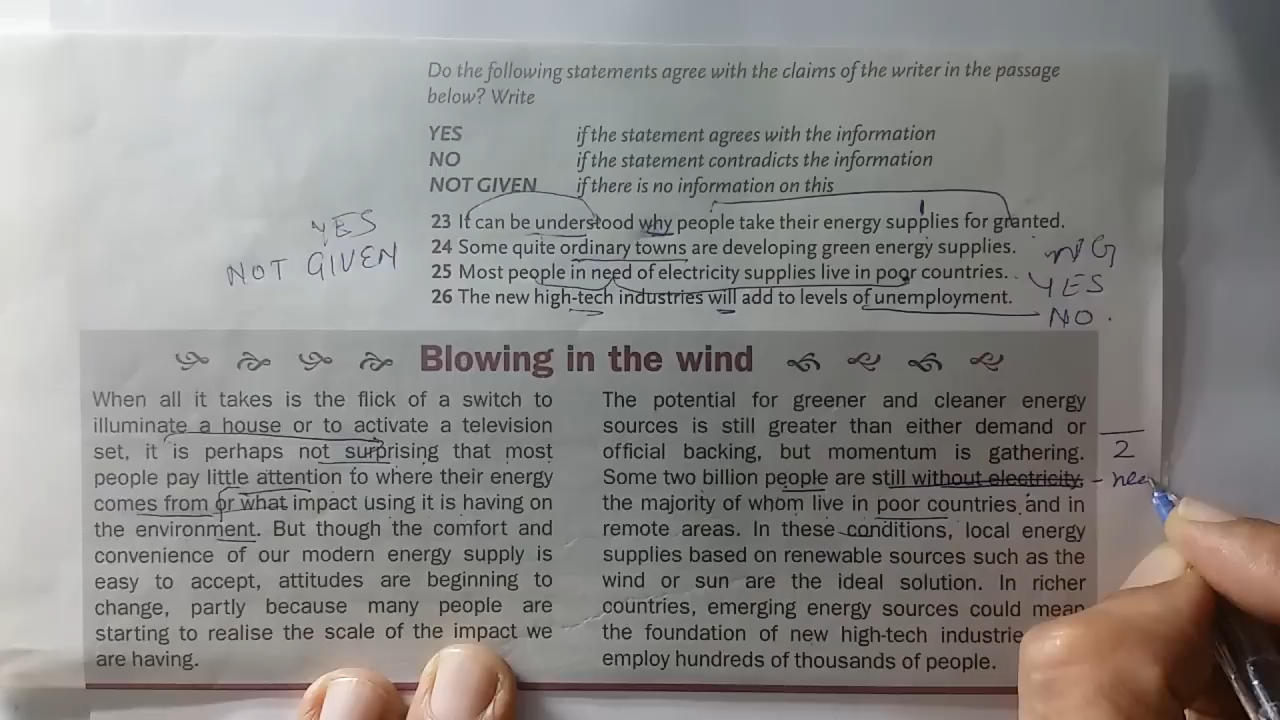 Do the following statements agree with the claims of the writer in the passage
below? Write
YES if the statement agrees with the information
NO if the statement contradicts the information
NOT GIVEN if there is no information on this
23 It can be understood why people take their energy supplies for granted.
24 Some quite ordinary towns are developing green energy supplies.
25 Most people in need of electricity supplies live in poor countries.
26 The new high-tech industries will add to levels of unemployment.
YES
NOT GIVEN
NG
YES
NO.
Blowing in the wind
When all it takes is the flick of a switch to
illuminate a house or to activate a television
set, it is perhaps not surprising that most
people pay little attention to where their energy
comes from or what impact using it is having on
the environment. But though the comfort and
convenience of our modern energy supply is
easy to accept, attitudes are beginning to
change, partly because many people are
starting to realise the scale of the impact we
are having.
The potential for greener and cleaner energy
sources is still greater than either demand or
official backing, but momentum is gathering.
Some two billion people are still without electricity,
the majority of whom live in poor countries and in
remote areas. In these conditions, local energy
supplies based on renewable sources such as the
wind or sun are the ideal solution. In richer
countries, emerging energy sources could mean
the foundation of new high-tech industrie
employ hundreds of thousands of people.
2
- nee